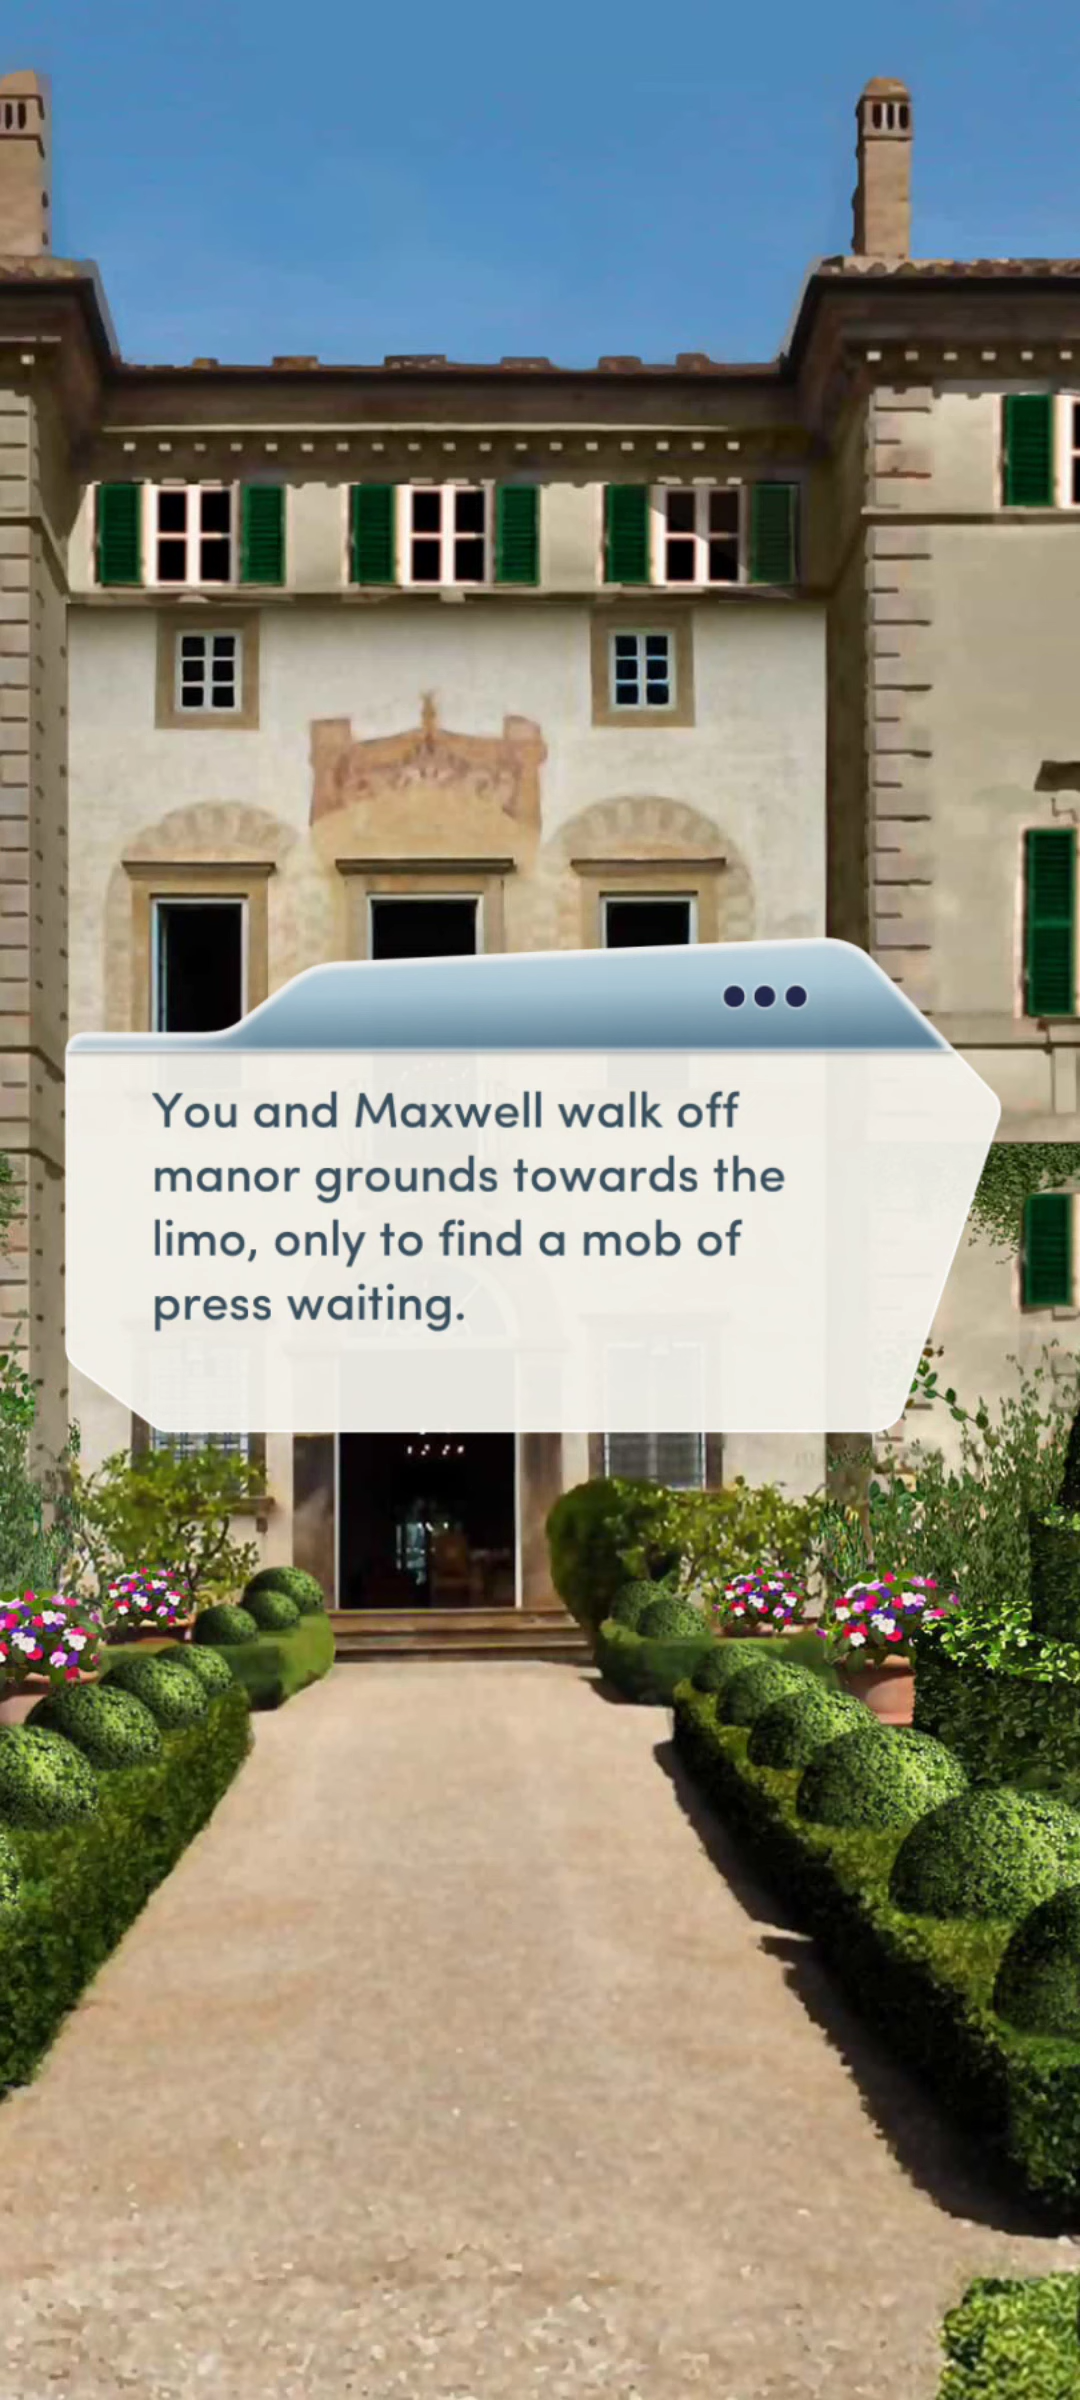 You and Maxwell walk off
manor grounds towards the
limo, only to find a mob of
press waiting.